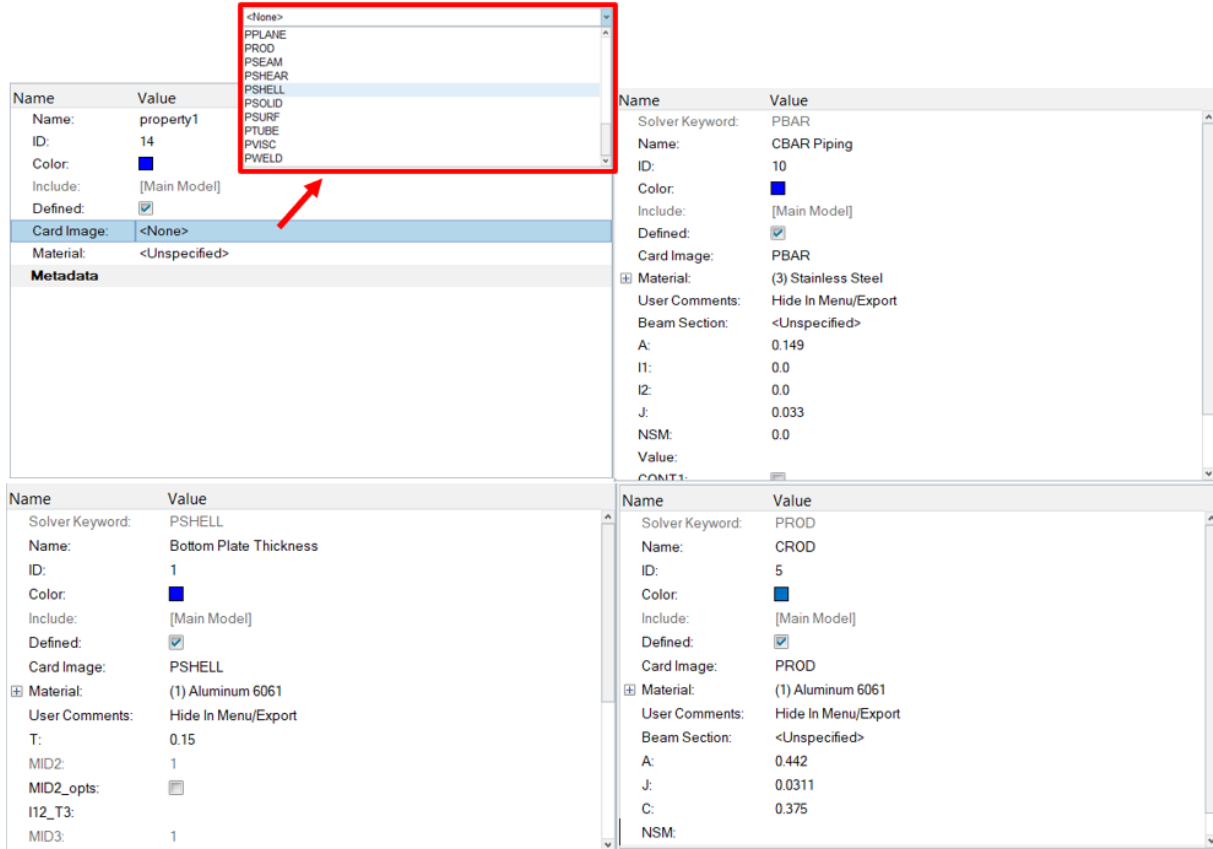 <None>
PPLANE
PROD
PSEAM
PSHEAR
PSHELL
PSOLID
PSURF
PTUBE
PVISC
PWELD
Name Value
Name: property1
ID: 14
Color:
Include: [Main Model]
Defined:
Card Image: <None>
Material: <Unspecified>
Metadata
Name Value
Solver Keyword: PBAR
Name: CBAR Piping
ID: 10
Color:
Include: [Main Model]
Defined:
Card Image: PBAR
Material: (3) Stainless Steel
User Comments: Hide In Menu/Export
Beam Section: <Unspecified>
A: 0.149
I1: 0.0
I2: 0.0
J: 0.033
NSM: 0.0
Value:
CONT1:
Name Value
Solver Keyword: PSHELL
Name: Bottom Plate Thickness
ID: 1
Color:
Include: [Main Model]
Defined:
Card Image: PSHELL
Material: (1) Aluminum 6061
User Comments: Hide In Menu/Export
T: 0.15
MID2: 1
MID2_opts:
I12_T3:
MID3: 1
Name Value
Solver Keyword: PROD
Name: CROD
ID: 5
Color:
Include: [Main Model]
Defined:
Card Image: PROD
Material: (1) Aluminum 6061
User Comments: Hide In Menu/Export
Beam Section: <Unspecified>
A: 0.442
J: 0.0311
C: 0.375
NSM: